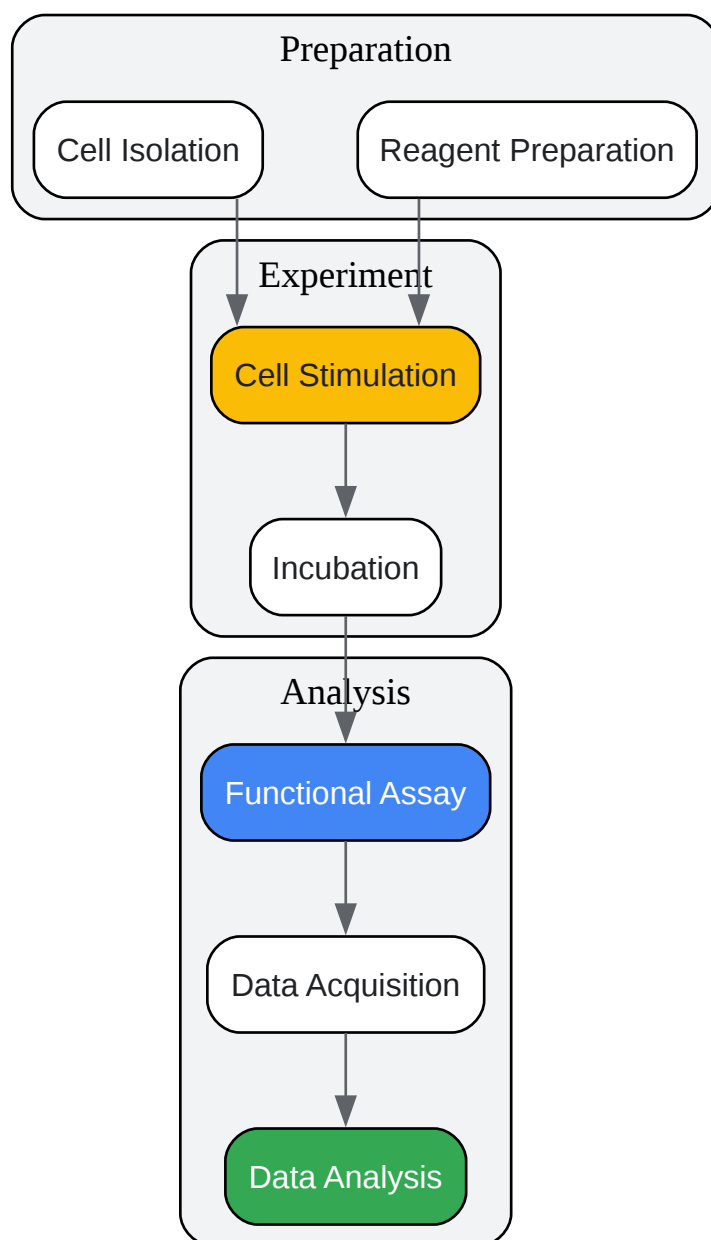 Preparation
Cell Isolation
Reagent Preparation
Experiment
Cell Stimulation
Incubation
Analysis
Functional Assay
Data Acquisition
Data Analysis